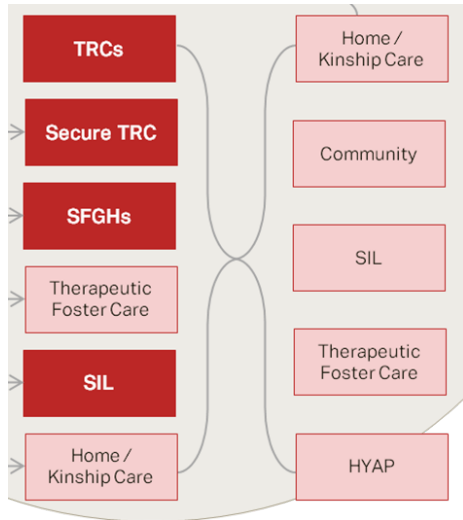 TRCs
Secure TRC
SFGHs
Therapeutic
Foster Care
SIL
Home /
Kinship Care
Home /
Kinship Care
Community
SIL
Therapeutic
Foster Care
HYAP